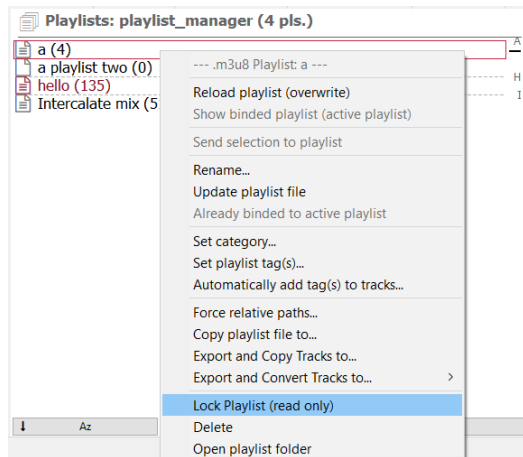 Playlists: playlist_manager (4 pls.)
a (4)
a playlist two (0)
hello (135)
Intercalate mix (5
A
H
I
--- .m3u8 Playlist: a ---
Reload playlist (overwrite)
Show binded playlist (active playlist)
Send selection to playlist
Rename...
Update playlist file
Already binded to active playlist
Set category...
Set playlist tag(s)...
Automatically add tag(s) to tracks...
Force relative paths...
Copy playlist file to...
Export and Copy Tracks to...
Export and Convert Tracks to...
Lock Playlist (read only)
Delete
Open playlist folder
Az